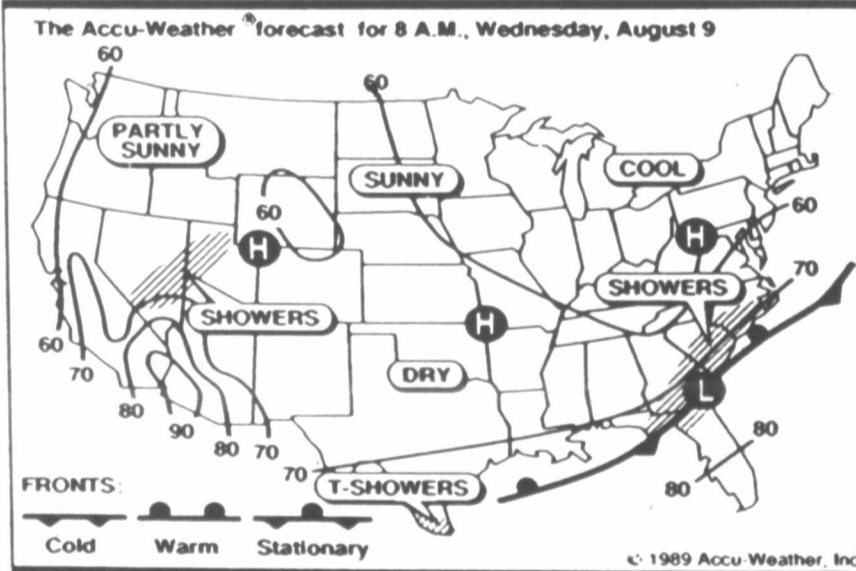 The Accu-Weather ® forecast for 8 A.M., Wednesday, August 9
60
60
PARTLY
SUNNY
SUNNY
COOL
60
60
H
H
SHOWERS
70
SHOWERS
H
60
70
DRY
L
80
90
80
70
70
80
80
T-SHOWERS
FRONTS:
Cold
Warm
Stationary
© 1989 Accu-Weather, Inc